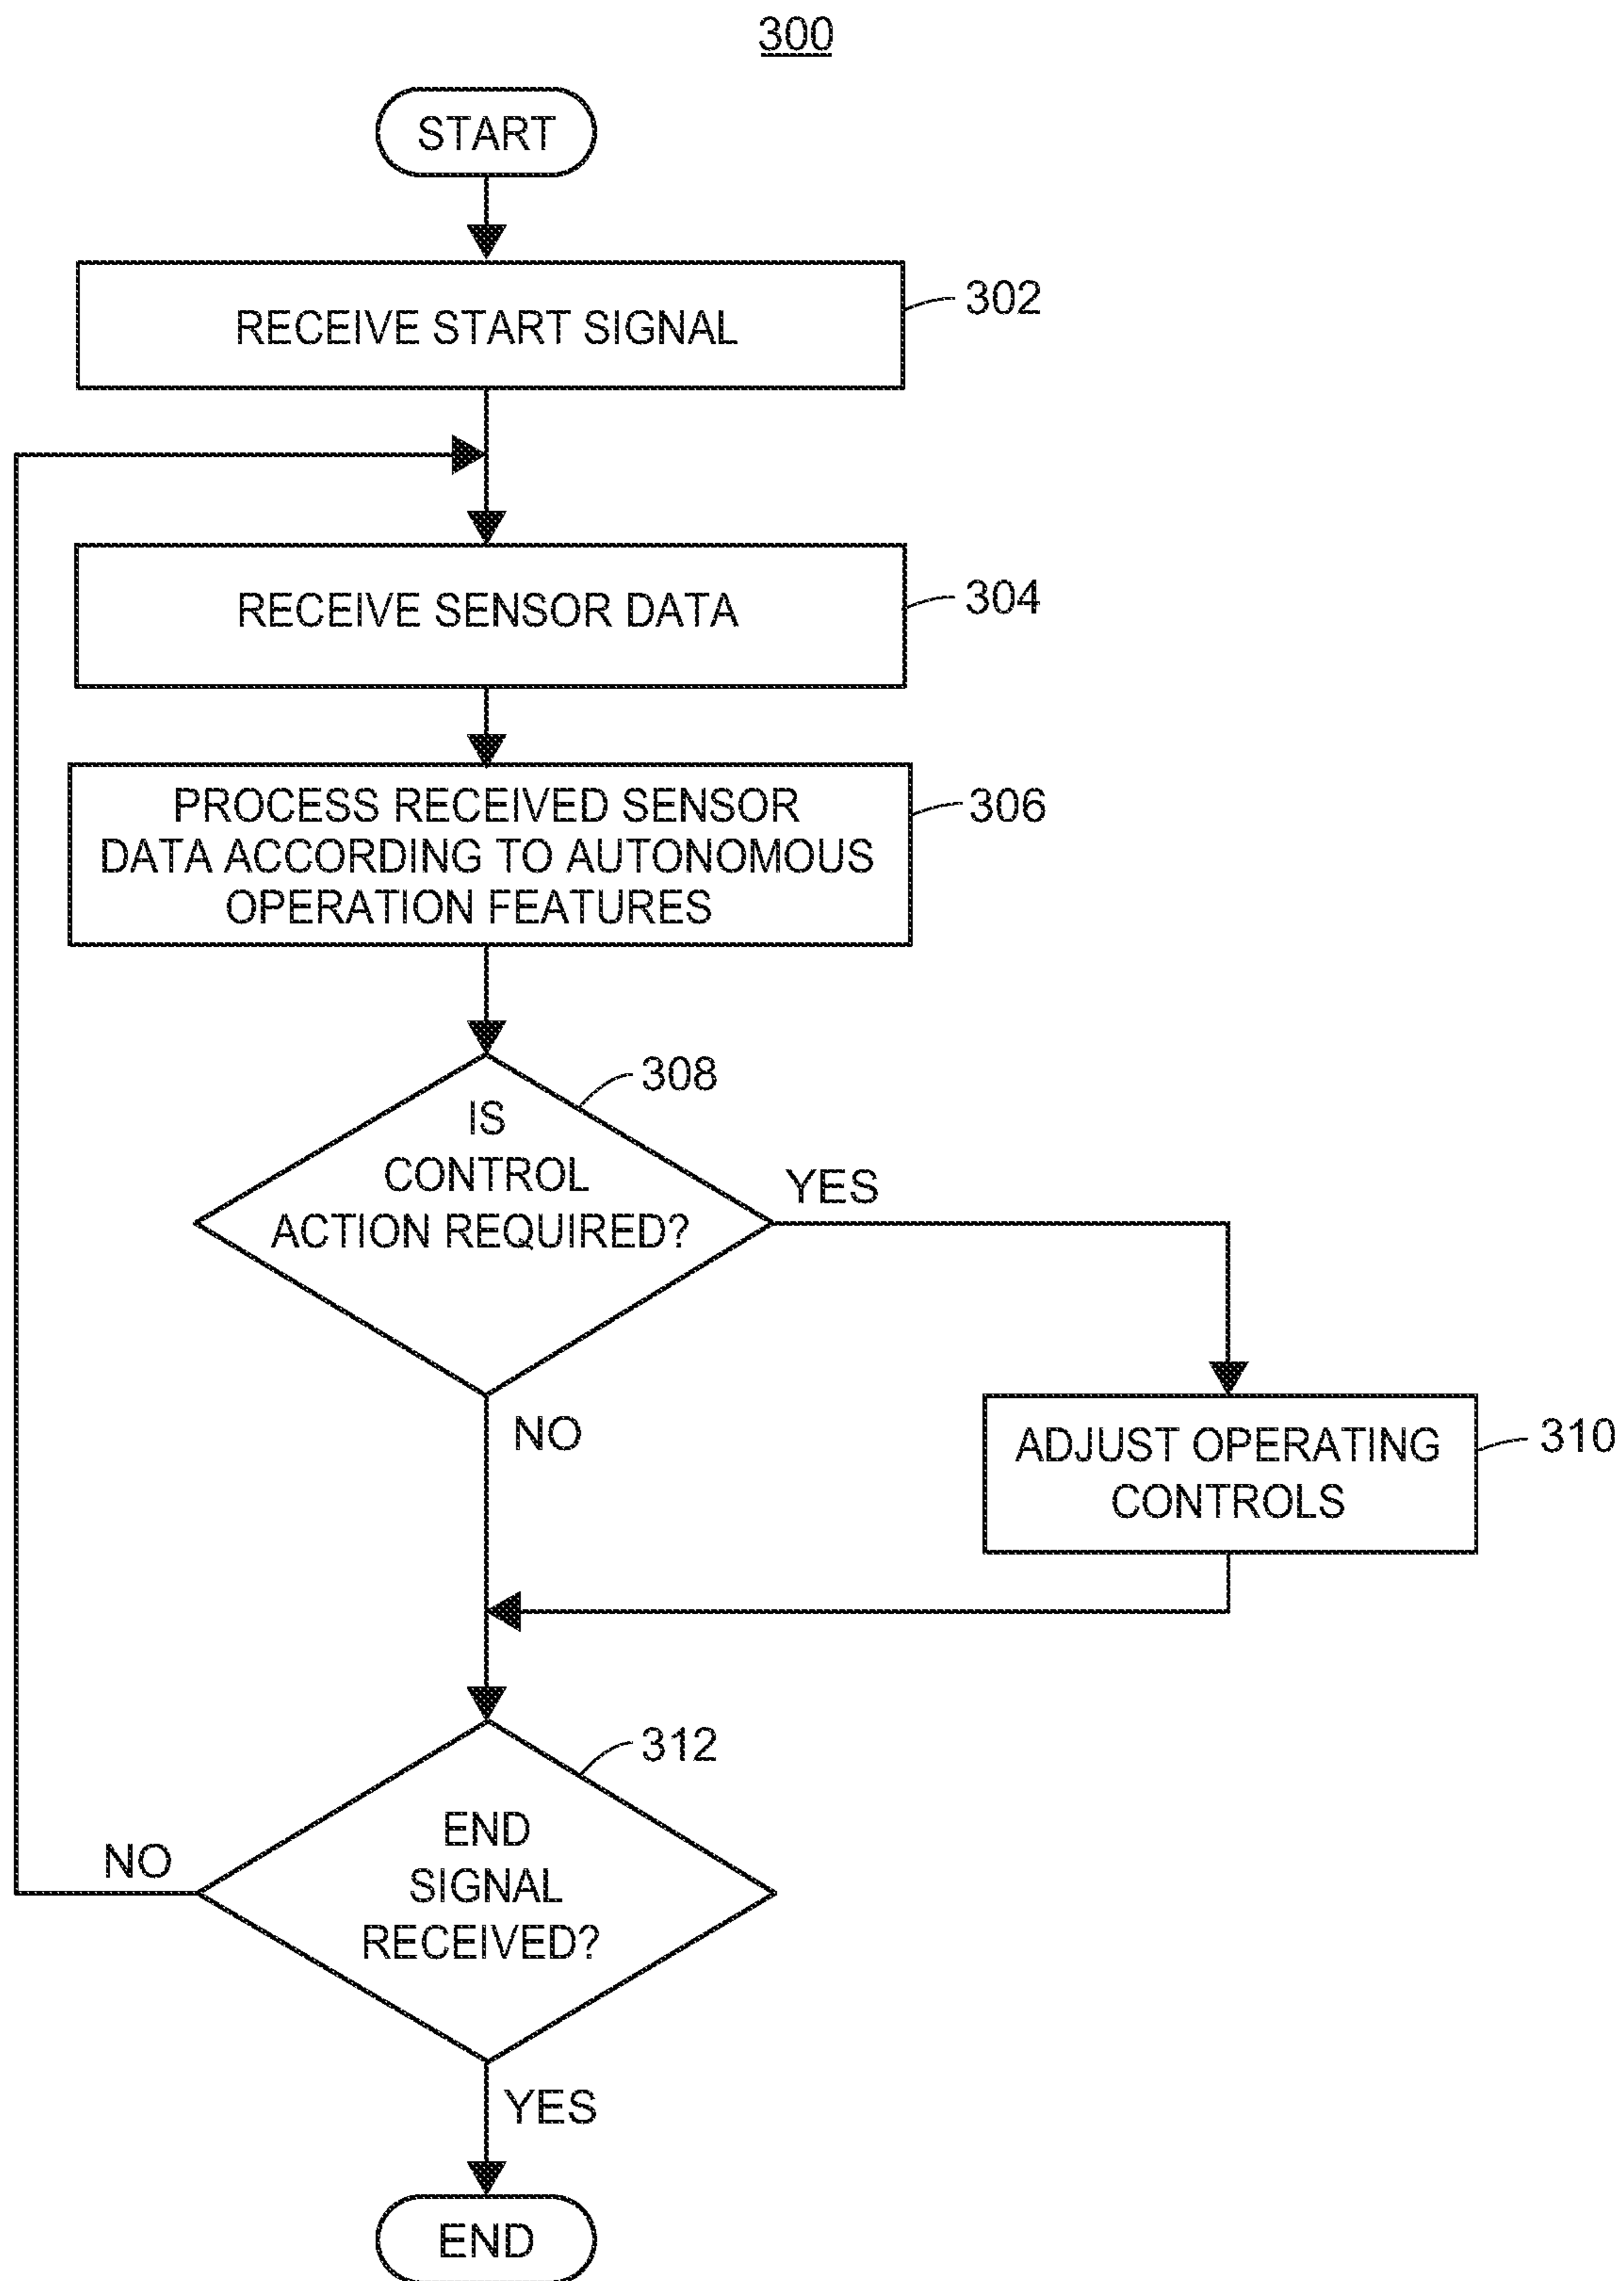 300
START
RECEIVE START SIGNAL
302
RECEIVE SENSOR DATA
304
PROCESS RECEIVED SENSOR
DATA ACCORDING TO AUTONOMOUS
OPERATION FEATURES
306
308
IS
CONTROL
ACTION REQUIRED?
YES
NO
ADJUST OPERATING
CONTROLS
310
312
END
SIGNAL
RECEIVED?
NO
YES
END